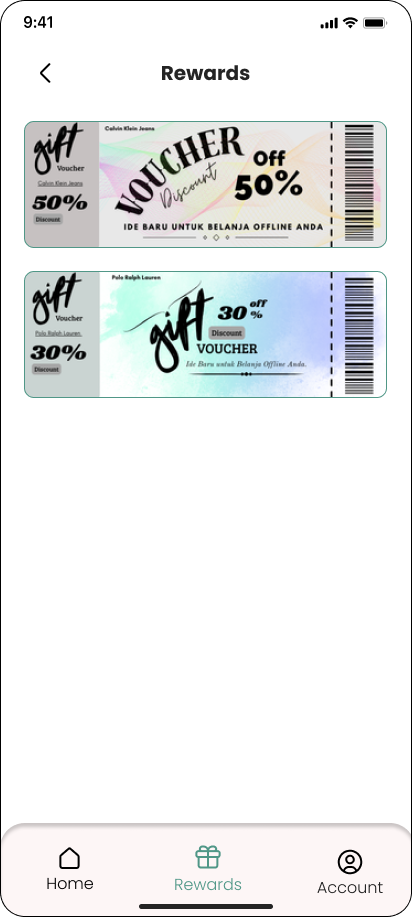 9:41
Rewards
gift
Voucher
Calvin Klein Jeans
50%
Discount
Calvin Klein Jeans
VOUCHER
Discount
Off
50%
IDE BARU UNTUK BELANJA OFFLINE ANDA
gift
Voucher
Polo Ralph Lauren
30%
Discount
Polo Ralph Lauren
gift
30 off
%
Discount
VOUCHER
Ide Baru untuk Belanja Offline Anda.
Home
Rewards
Account